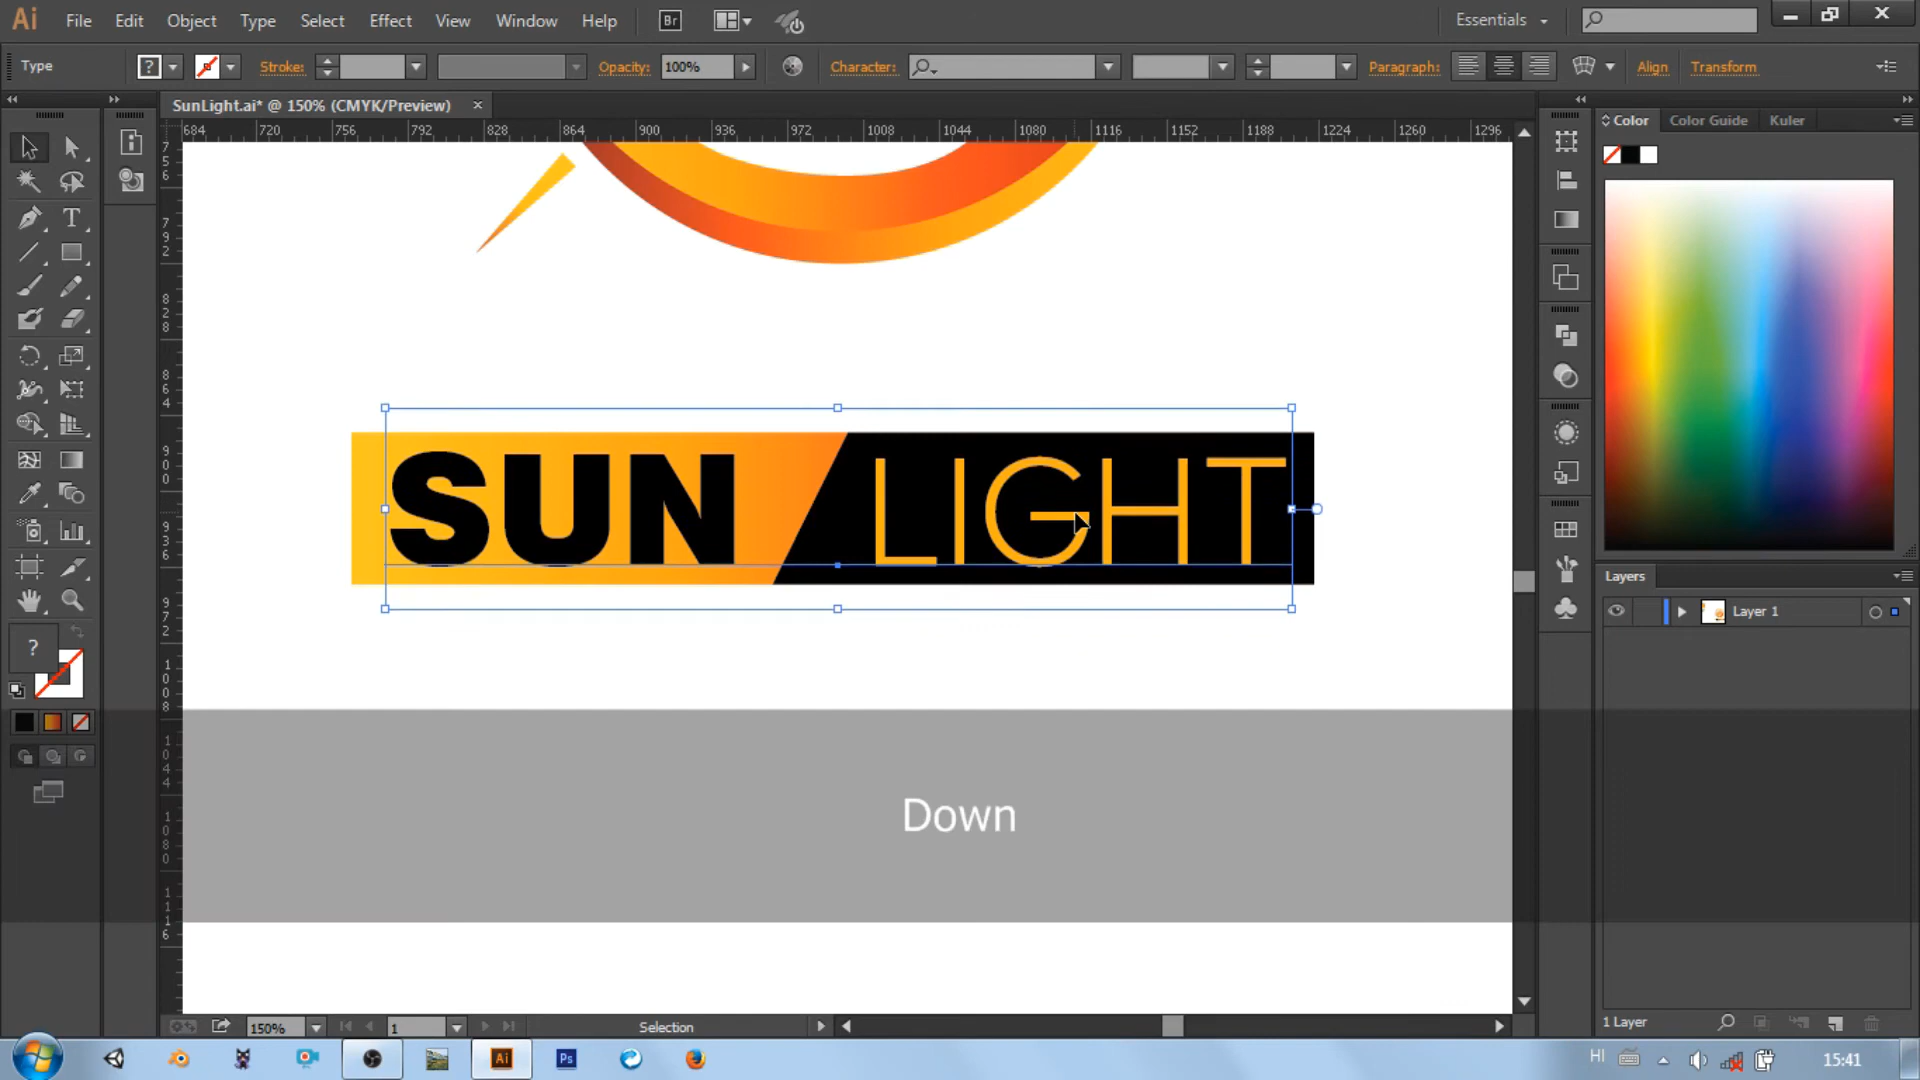 Ai File Edit Object Type Select Effect View Window Help Br Essentials
Type ? Stroke: Opacity: 100% Character: Paragraph: Align Transform
SunLight.ai* @ 150% (CMYK/Preview) ×
Color Color Guide Kuler
684 720 756 792 828 864 900 936 972 1008 1044 1080 1116 1152 1188 1224 1260 1296
T
SUN LIGHT
Layers
Layer 1
?
Down
1 Layer
150% 1 Selection
Ai Ps HI 15:41